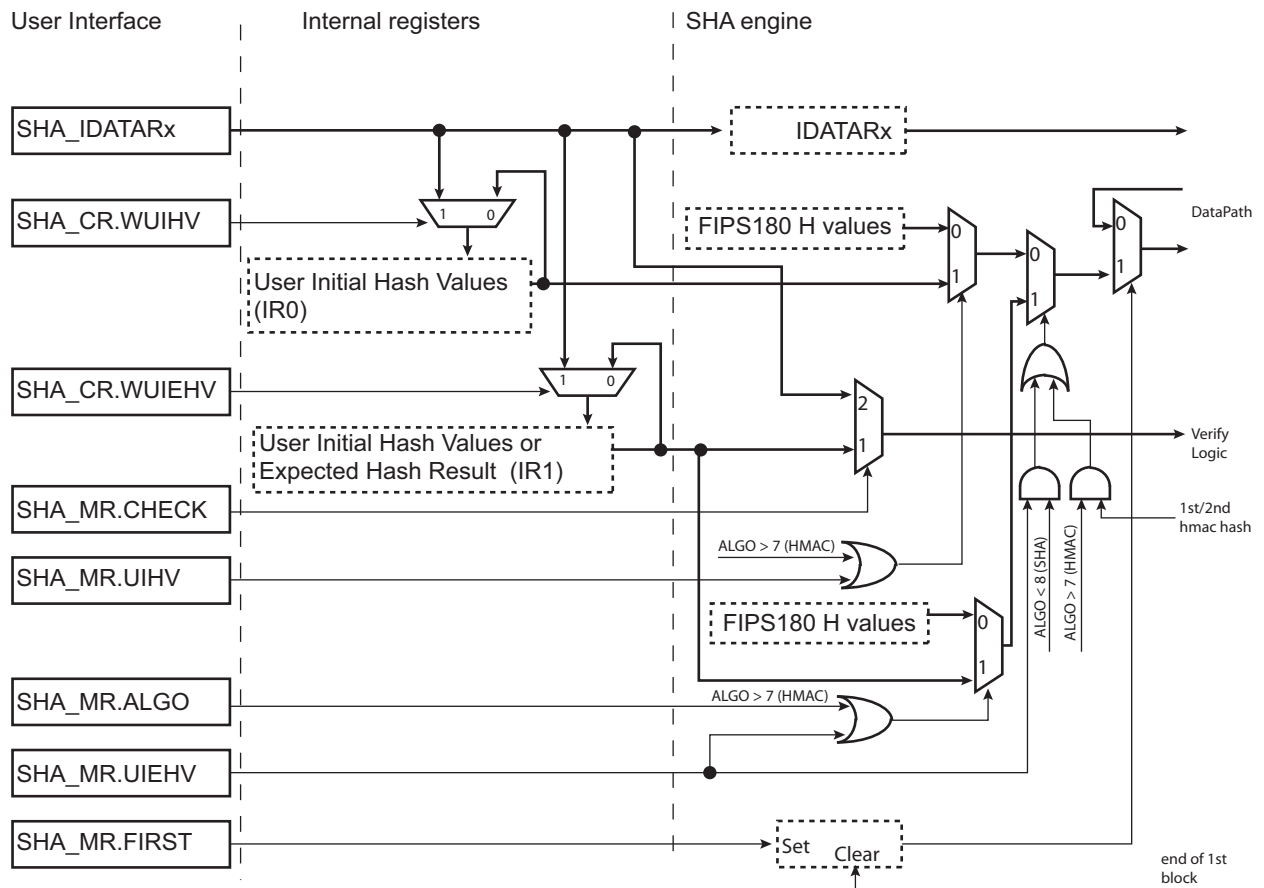 User Interface
Internal registers
SHA engine
SHA_IDATARx
IDATARx
SHA_CR.WUIHV
1
0
FIPS180 H values
0
1
0
1
0
1
DataPath
User Initial Hash Values
(IR0)
SHA_CR.WUIEHV
1
0
2
1
User Initial Hash Values or
Expected Hash Result (IR1)
Verify
Logic
SHA_MR.CHECK
1st/2nd
hmac hash
ALGO > 7 (HMAC)
SHA_MR.UIHV
ALGO < 8 (SHA)
ALGO > 7 (HMAC)
FIPS180 H values
0
1
SHA_MR.ALGO
ALGO > 7 (HMAC)
SHA_MR.UIEHV
SHA_MR.FIRST
Set
Clear
end of 1st
block